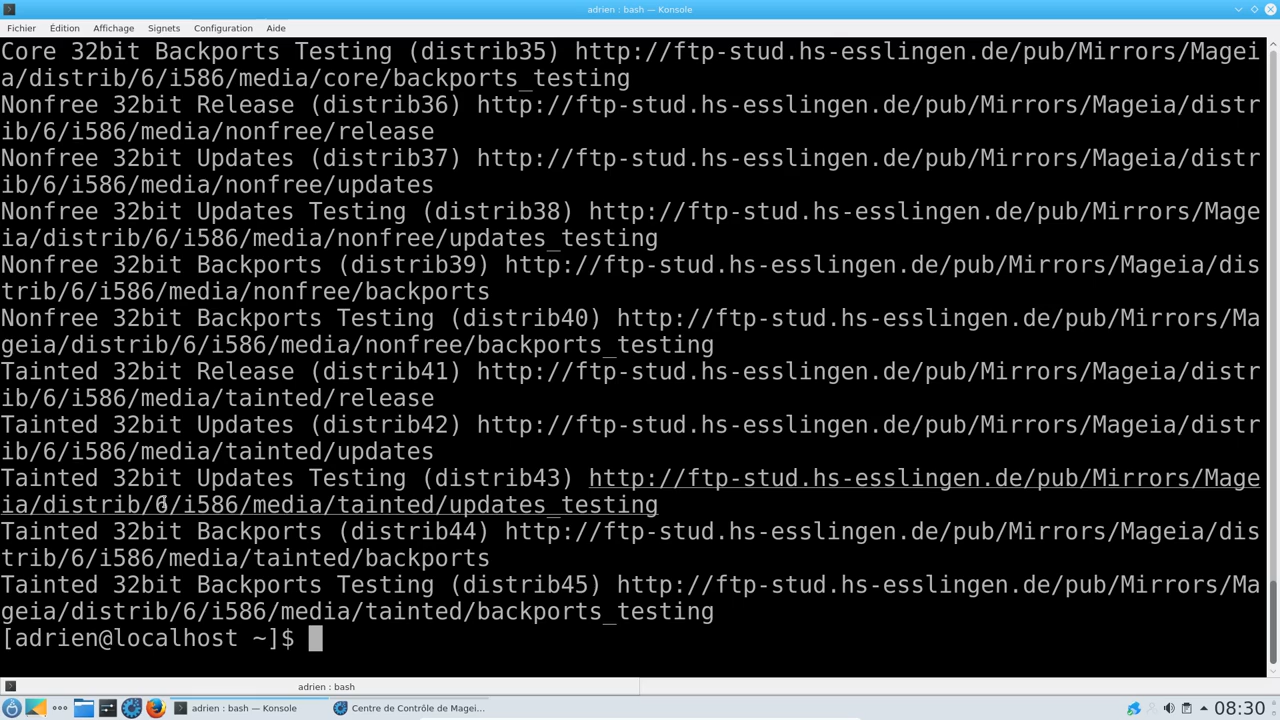 adrien : bash — Konsole
Fichier Édition Affichage Signets Configuration Aide
Core 32bit Backports Testing (distrib35) http://ftp-stud.hs-esslingen.de/pub/Mirrors/Magei
a/distrib/6/i586/media/core/backports_testing
Nonfree 32bit Release (distrib36) http://ftp-stud.hs-esslingen.de/pub/Mirrors/Mageia/distr
ib/6/i586/media/nonfree/release
Nonfree 32bit Updates (distrib37) http://ftp-stud.hs-esslingen.de/pub/Mirrors/Mageia/distr
ib/6/i586/media/nonfree/updates
Nonfree 32bit Updates Testing (distrib38) http://ftp-stud.hs-esslingen.de/pub/Mirrors/Mage
ia/distrib/6/i586/media/nonfree/updates_testing
Nonfree 32bit Backports (distrib39) http://ftp-stud.hs-esslingen.de/pub/Mirrors/Mageia/dis
trib/6/i586/media/nonfree/backports
Nonfree 32bit Backports Testing (distrib40) http://ftp-stud.hs-esslingen.de/pub/Mirrors/Ma
geia/distrib/6/i586/media/nonfree/backports_testing
Tainted 32bit Release (distrib41) http://ftp-stud.hs-esslingen.de/pub/Mirrors/Mageia/distr
ib/6/i586/media/tainted/release
Tainted 32bit Updates (distrib42) http://ftp-stud.hs-esslingen.de/pub/Mirrors/Mageia/distr
ib/6/i586/media/tainted/updates
Tainted 32bit Updates Testing (distrib43) http://ftp-stud.hs-esslingen.de/pub/Mirrors/Mage
ia/distrib/6/i586/media/tainted/updates_testing
Tainted 32bit Backports (distrib44) http://ftp-stud.hs-esslingen.de/pub/Mirrors/Mageia/dis
trib/6/i586/media/tainted/backports
Tainted 32bit Backports Testing (distrib45) http://ftp-stud.hs-esslingen.de/pub/Mirrors/Ma
geia/distrib/6/i586/media/tainted/backports_testing
[adrien@localhost ~]$
adrien : bash
adrien : bash — Konsole Centre de Contrôle de Magei... 08:30